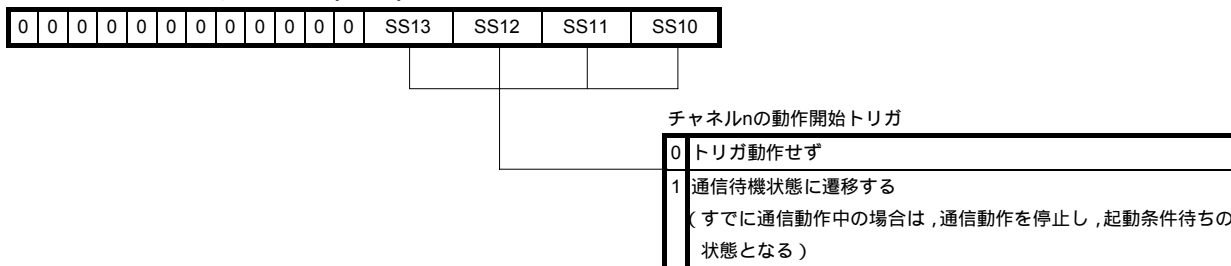 0 0 0 0 0 0 0 0 0 0 0 0 SS13 SS12 SS11 SS10
チャネルnの動作開始トリガ
0 トリガ動作せず
1 通信待機状態に遷移する
(すでに通信動作中の場合は,通信動作を停止し,起動条件待ちの
状態となる)